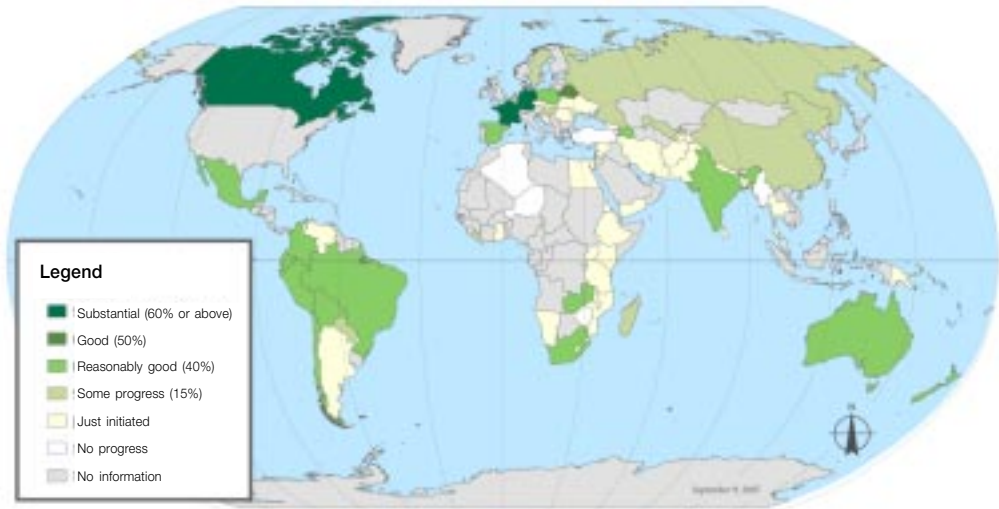 Legend
Substantial (60% or above)
Good (50%)
Reasonably good (40%)
Some progress (15%)
Just initiated
No progress
No information
N